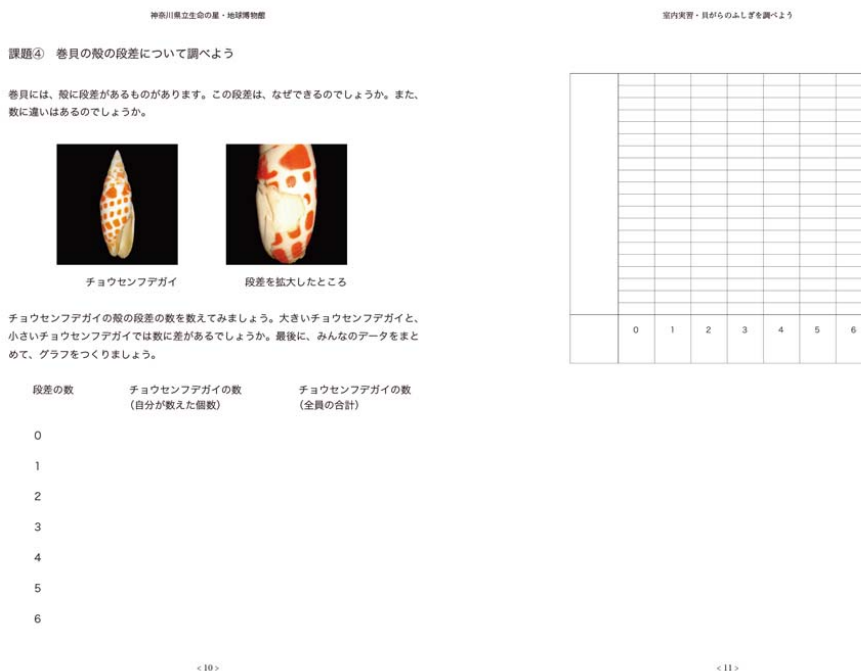 神奈川県立生命の星・地球博物館
課題④ 巻貝の殻の段差について調べよう
巻貝には、殻に段差があるものがあります。この段差は、なぜできるのでしょうか。また、
数に違いはあるのでしょうか。
チョウセンフデガイ
段差を拡大したところ
チョウセンフデガイの殻の段差の数を数えてみましょう。大きいチョウセンフデガイと、
小さいチョウセンフデガイでは数に差があるでしょうか。最後に、みんなのデータをまと
めて、グラフをつくりましょう。
段差の数 チョウセンフデガイの数 チョウセンフデガイの数
(自分が数えた個数) (全員の合計)
0
1
2
3
4
5
6
< 10 >
室内実習・貝がらのふしぎを調べよう
0 1 2 3 4 5 6
< 11 >